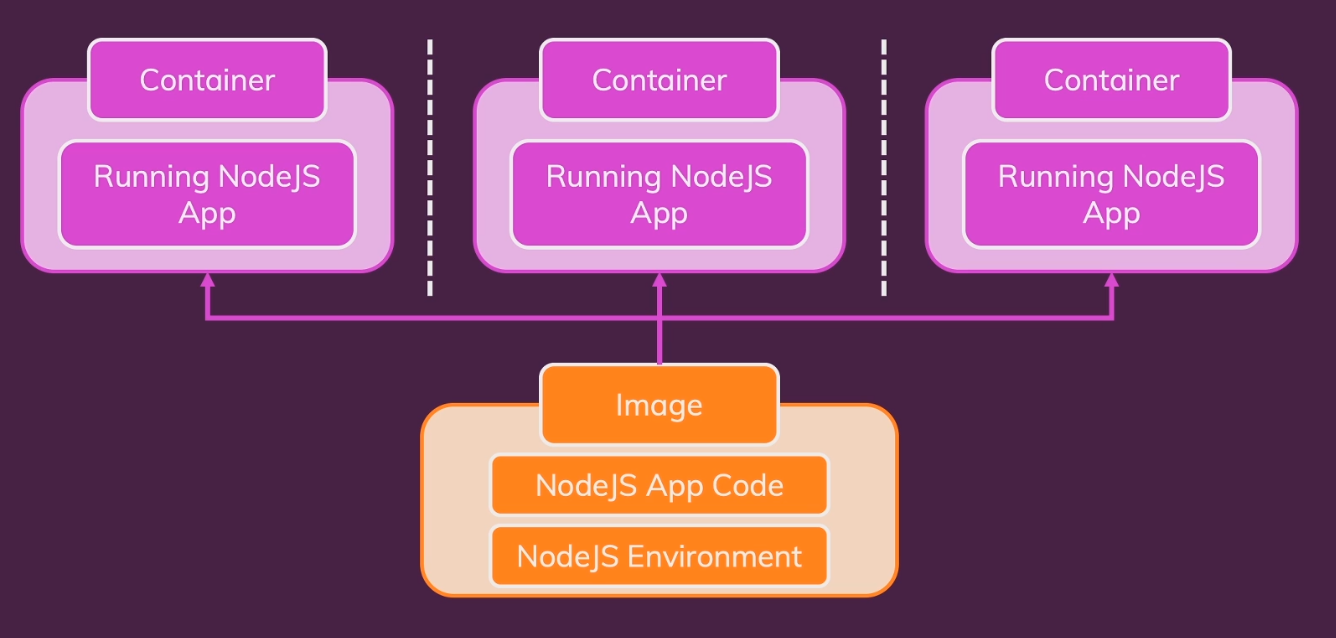 Container
Running NodeJS
App
Container
Running NodeJS
App
Container
Running NodeJS
App
Image
NodeJS App Code
NodeJS Environment